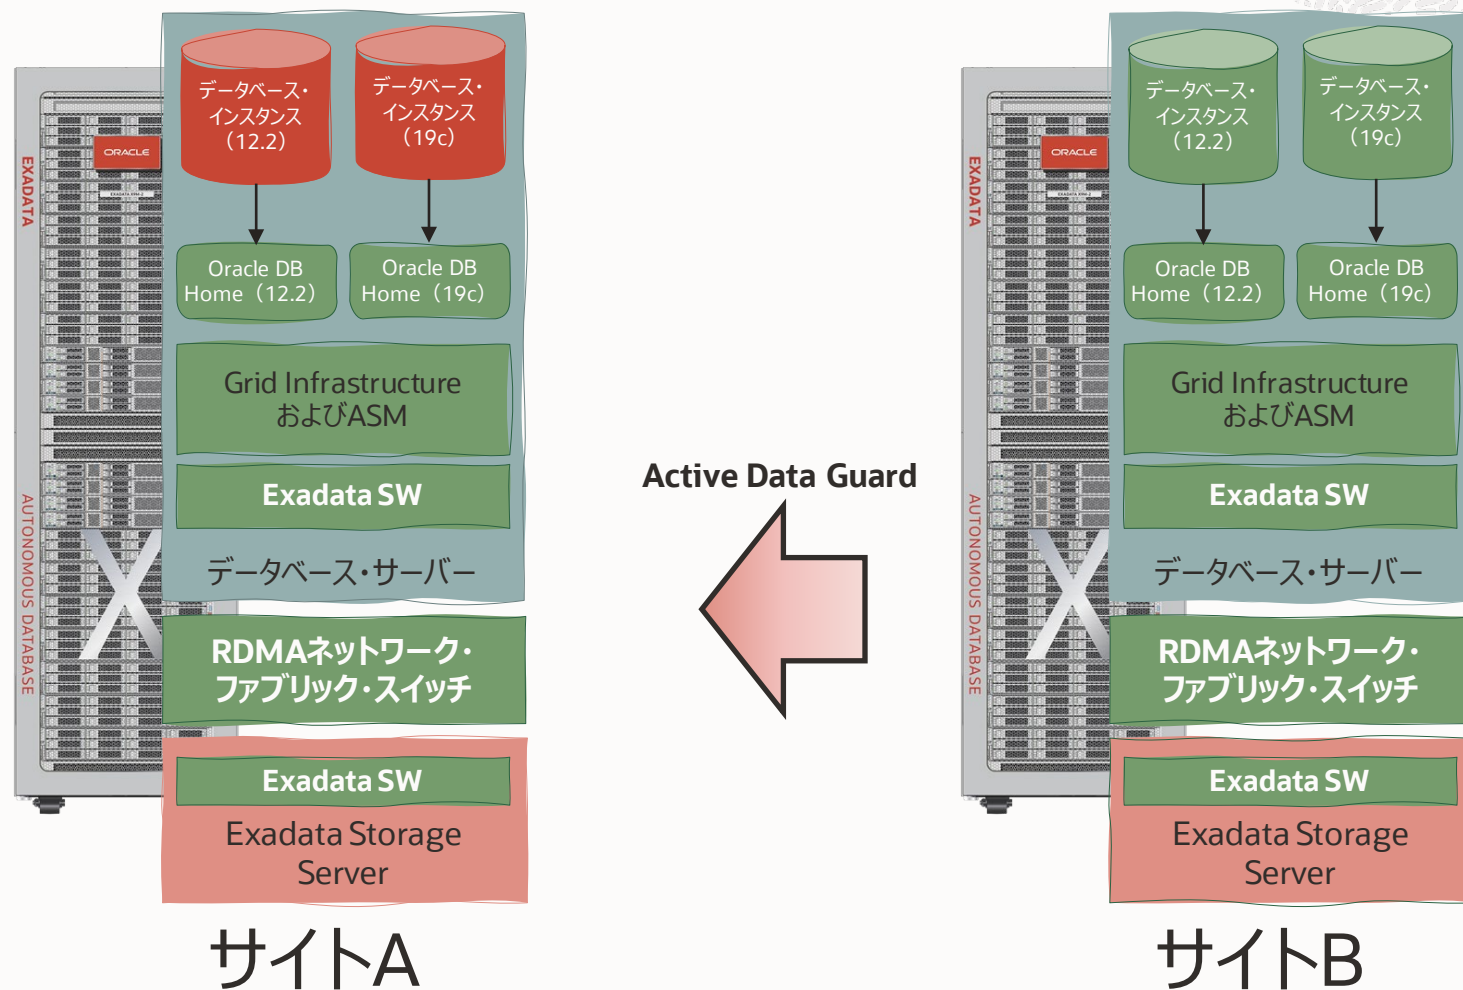 データベース・
インスタンス
（12.2）
データベース・
インスタンス
（19c）
ORACLE
EXADATA
Oracle DB
Home（12.2）
Oracle DB
Home（19c）
Grid Infrastructure
およびASM
Exadata SW
データベース・サーバー
AUTONOMOUS DATABASE
RDMAネットワーク・
ファブリック・スイッチ
Exadata SW
Exadata Storage
Server
サイトA
Active Data Guard
データベース・
インスタンス
（12.2）
データベース・
インスタンス
（19c）
ORACLE
EXADATA
Oracle DB
Home（12.2）
Oracle DB
Home（19c）
Grid Infrastructure
およびASM
Exadata SW
データベース・サーバー
AUTONOMOUS DATABASE
RDMAネットワーク・
ファブリック・スイッチ
Exadata SW
Exadata Storage
Server
サイトB